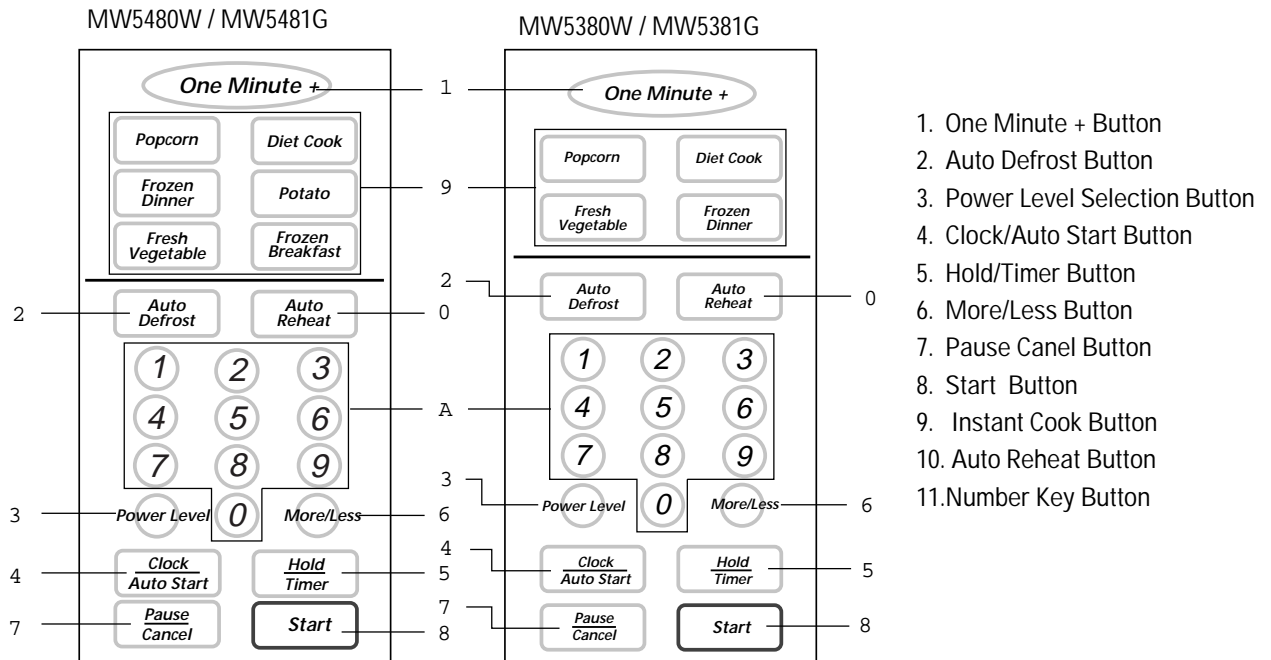 MW5480W / MW5481G
One Minute +
Popcorn
Diet Cook
Frozen
Dinner
Potato
Fresh
Vegetable
Frozen
Breakfast
Auto
Defrost
Auto
Reheat
1
2
3
4
5
6
7
8
9
Power Level
0
More/Less
Clock
Auto Start
Hold
Timer
Pause
Cancel
Start
2
3
4
7
1
9
0
A
6
5
8
MW5380W / MW5381G
One Minute +
Popcorn
Diet Cook
Fresh
Vegetable
Frozen
Dinner
Auto
Defrost
Auto
Reheat
1
2
3
4
5
6
7
8
9
Power Level
0
More/Less
Clock
Auto Start
Hold
Timer
Pause
Cancel
Start
2
3
4
7
0
6
5
8
1. One Minute + Button
2. Auto Defrost Button
3. Power Level Selection Button
4. Clock/Auto Start Button
5. Hold/Timer Button
6. More/Less Button
7. Pause Canel Button
8. Start Button
9. Instant Cook Button
10. Auto Reheat Button
11.Number Key Button